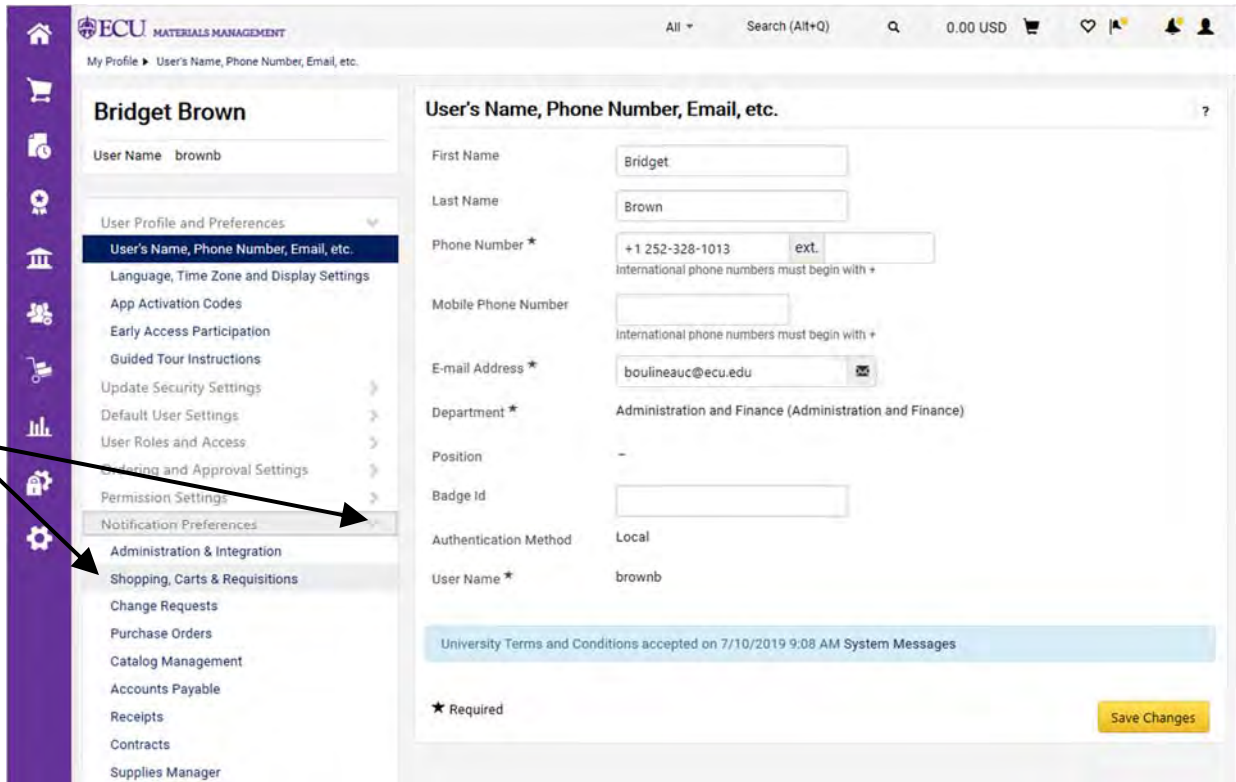 ECU MATERIALS MANAGEMENT
All
Search (Alt+Q)
0.00 USD
My Profile ▶ User's Name, Phone Number, Email, etc.
Bridget Brown
User Name brownb
User Profile and Preferences
User's Name, Phone Number, Email, etc.
Language, Time Zone and Display Settings
App Activation Codes
Early Access Participation
Guided Tour Instructions
Update Security Settings
Default User Settings
User Roles and Access
Ordering and Approval Settings
Permission Settings
Notification Preferences
Administration & Integration
Shopping, Carts & Requisitions
Change Requests
Purchase Orders
Catalog Management
Accounts Payable
Receipts
Contracts
Supplies Manager
User's Name, Phone Number, Email, etc. ?
First Name Bridget
Last Name Brown
Phone Number ★ +1 252-328-1013 ext.
International phone numbers must begin with +
Mobile Phone Number
International phone numbers must begin with +
E-mail Address ★ boulineauc@ecu.edu
Department ★ Administration and Finance (Administration and Finance)
Position –
Badge Id
Authentication Method Local
User Name ★ brownb
University Terms and Conditions accepted on 7/10/2019 9:08 AM System Messages
★ Required
Save Changes